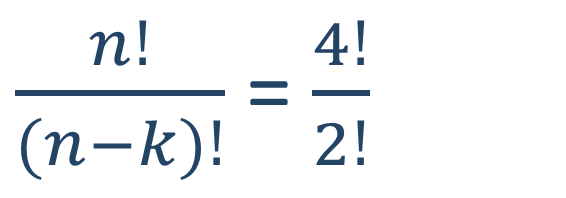 n! / (n−k)! = 4! / 2!